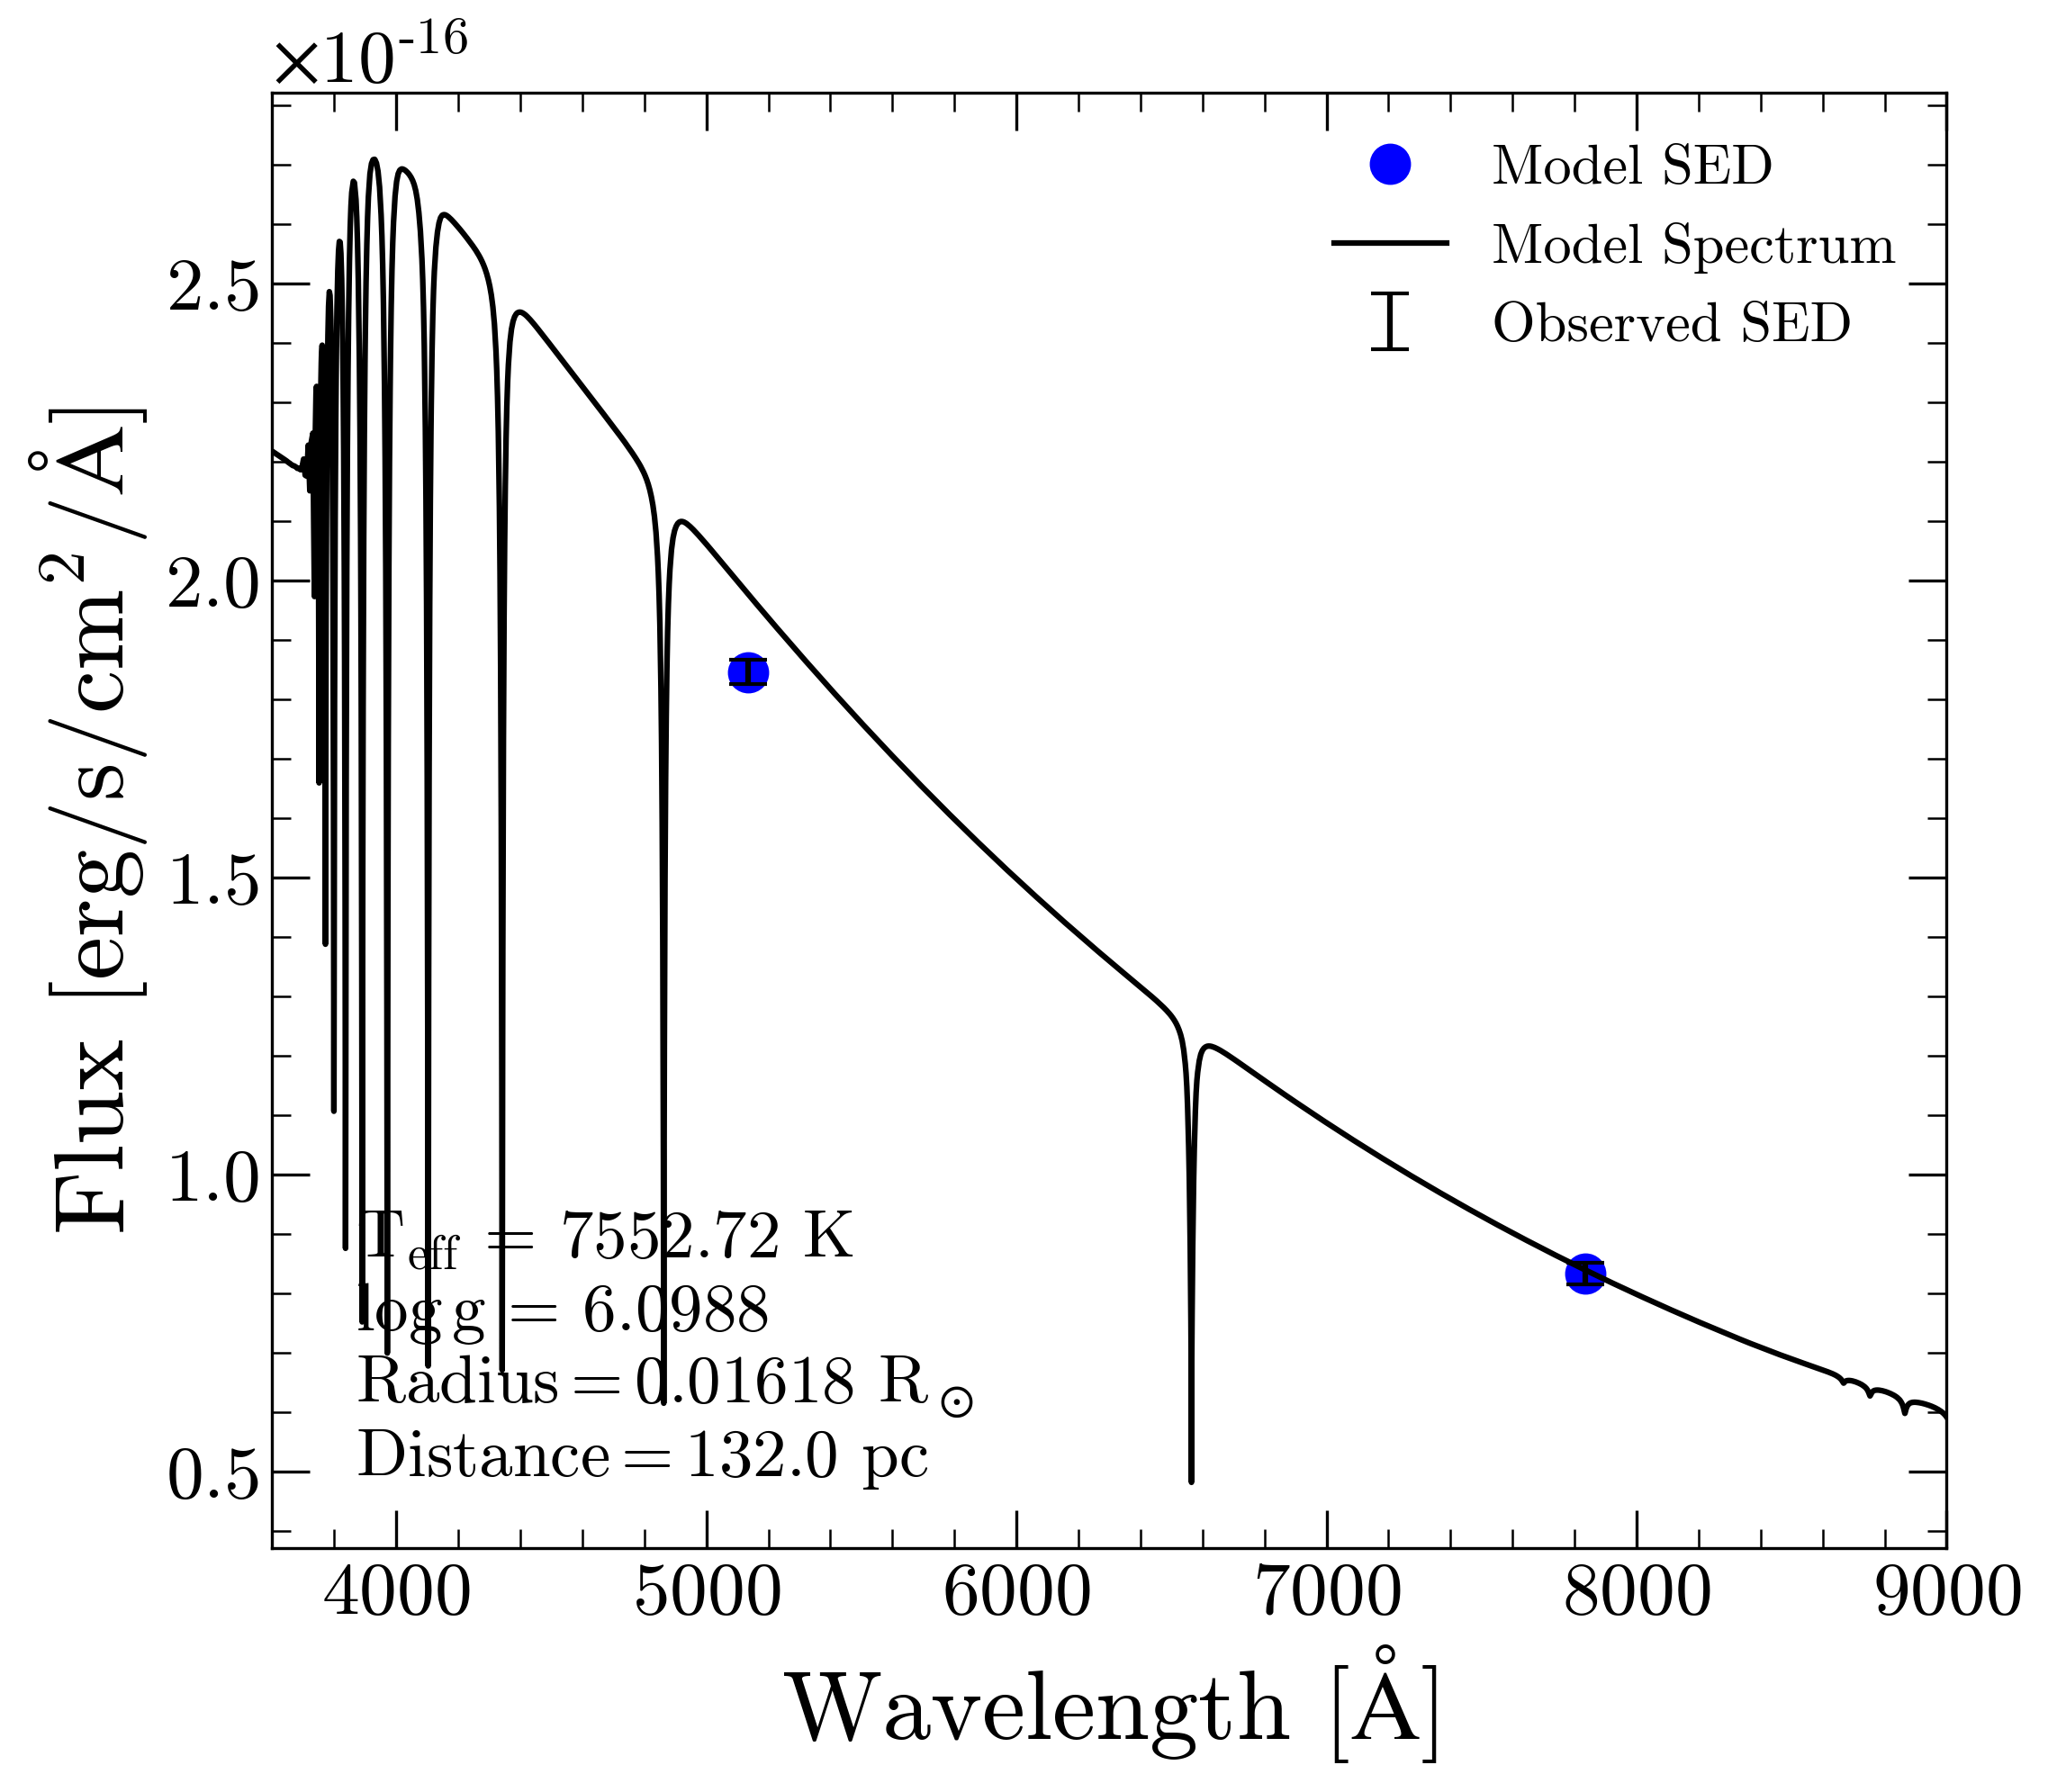 ×10-16
Model SED
Model Spectrum
Observed SED
2.5
2.0
1.5
1.0
0.5
Flux [erg/s/cm2/Å]
Teff = 7552.72 K
log g = 6.0988
Radius = 0.01618 R⊙
Distance = 132.0 pc
4000 5000 6000 7000 8000 9000
Wavelength [Å]